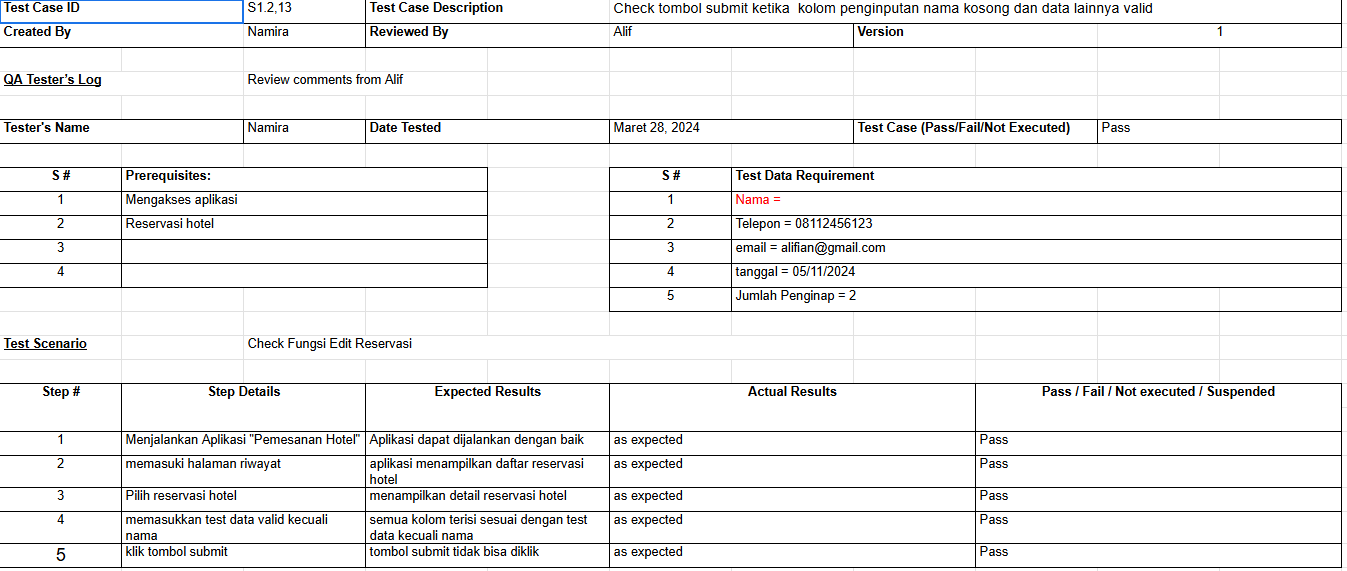 Test Case ID S1.2,13 Test Case Description Check tombol submit ketika kolom penginputan nama kosong dan data lainnya valid
Created By Namira Reviewed By Alif Version 1
QA Tester's Log Review comments from Alif
Tester's Name Namira Date Tested Maret 28, 2024 Test Case (Pass/Fail/Not Executed) Pass
S # Prerequisites:
1 Mengakses aplikasi
2 Reservasi hotel
3
4
S # Test Data Requirement
1 Nama =
2 Telepon = 08112456123
3 email = alifian@gmail.com
4 tanggal = 05/11/2024
5 Jumlah Penginap = 2
Test Scenario Check Fungsi Edit Reservasi
Step # Step Details Expected Results Actual Results Pass / Fail / Not executed / Suspended
1 Menjalankan Aplikasi "Pemesanan Hotel" Aplikasi dapat dijalankan dengan baik as expected Pass
2 memasuki halaman riwayat aplikasi menampilkan daftar reservasi as expected Pass
hotel
3 Pilih reservasi hotel menampilkan detail reservasi hotel as expected Pass
4 memasukkan test data valid kecuali semua kolom terisi sesuai dengan test as expected Pass
nama data kecuali nama
5 klik tombol submit tombol submit tidak bisa diklik as expected Pass